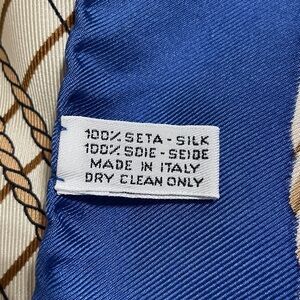 100% SETA - SILK
100% SOIE - SEIDE
MADE IN ITALY
DRY CLEAN ONLY